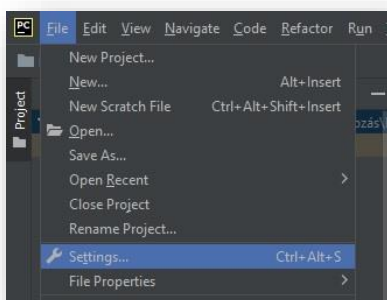 PC File Edit View Navigate Code Refactor Run
New Project...
New... Alt+Insert
New Scratch File Ctrl+Alt+Shift+Insert
Open...
Save As...
Open Recent >
Close Project
Rename Project...
Settings... Ctrl+Alt+S
File Properties >
Project
ozás\